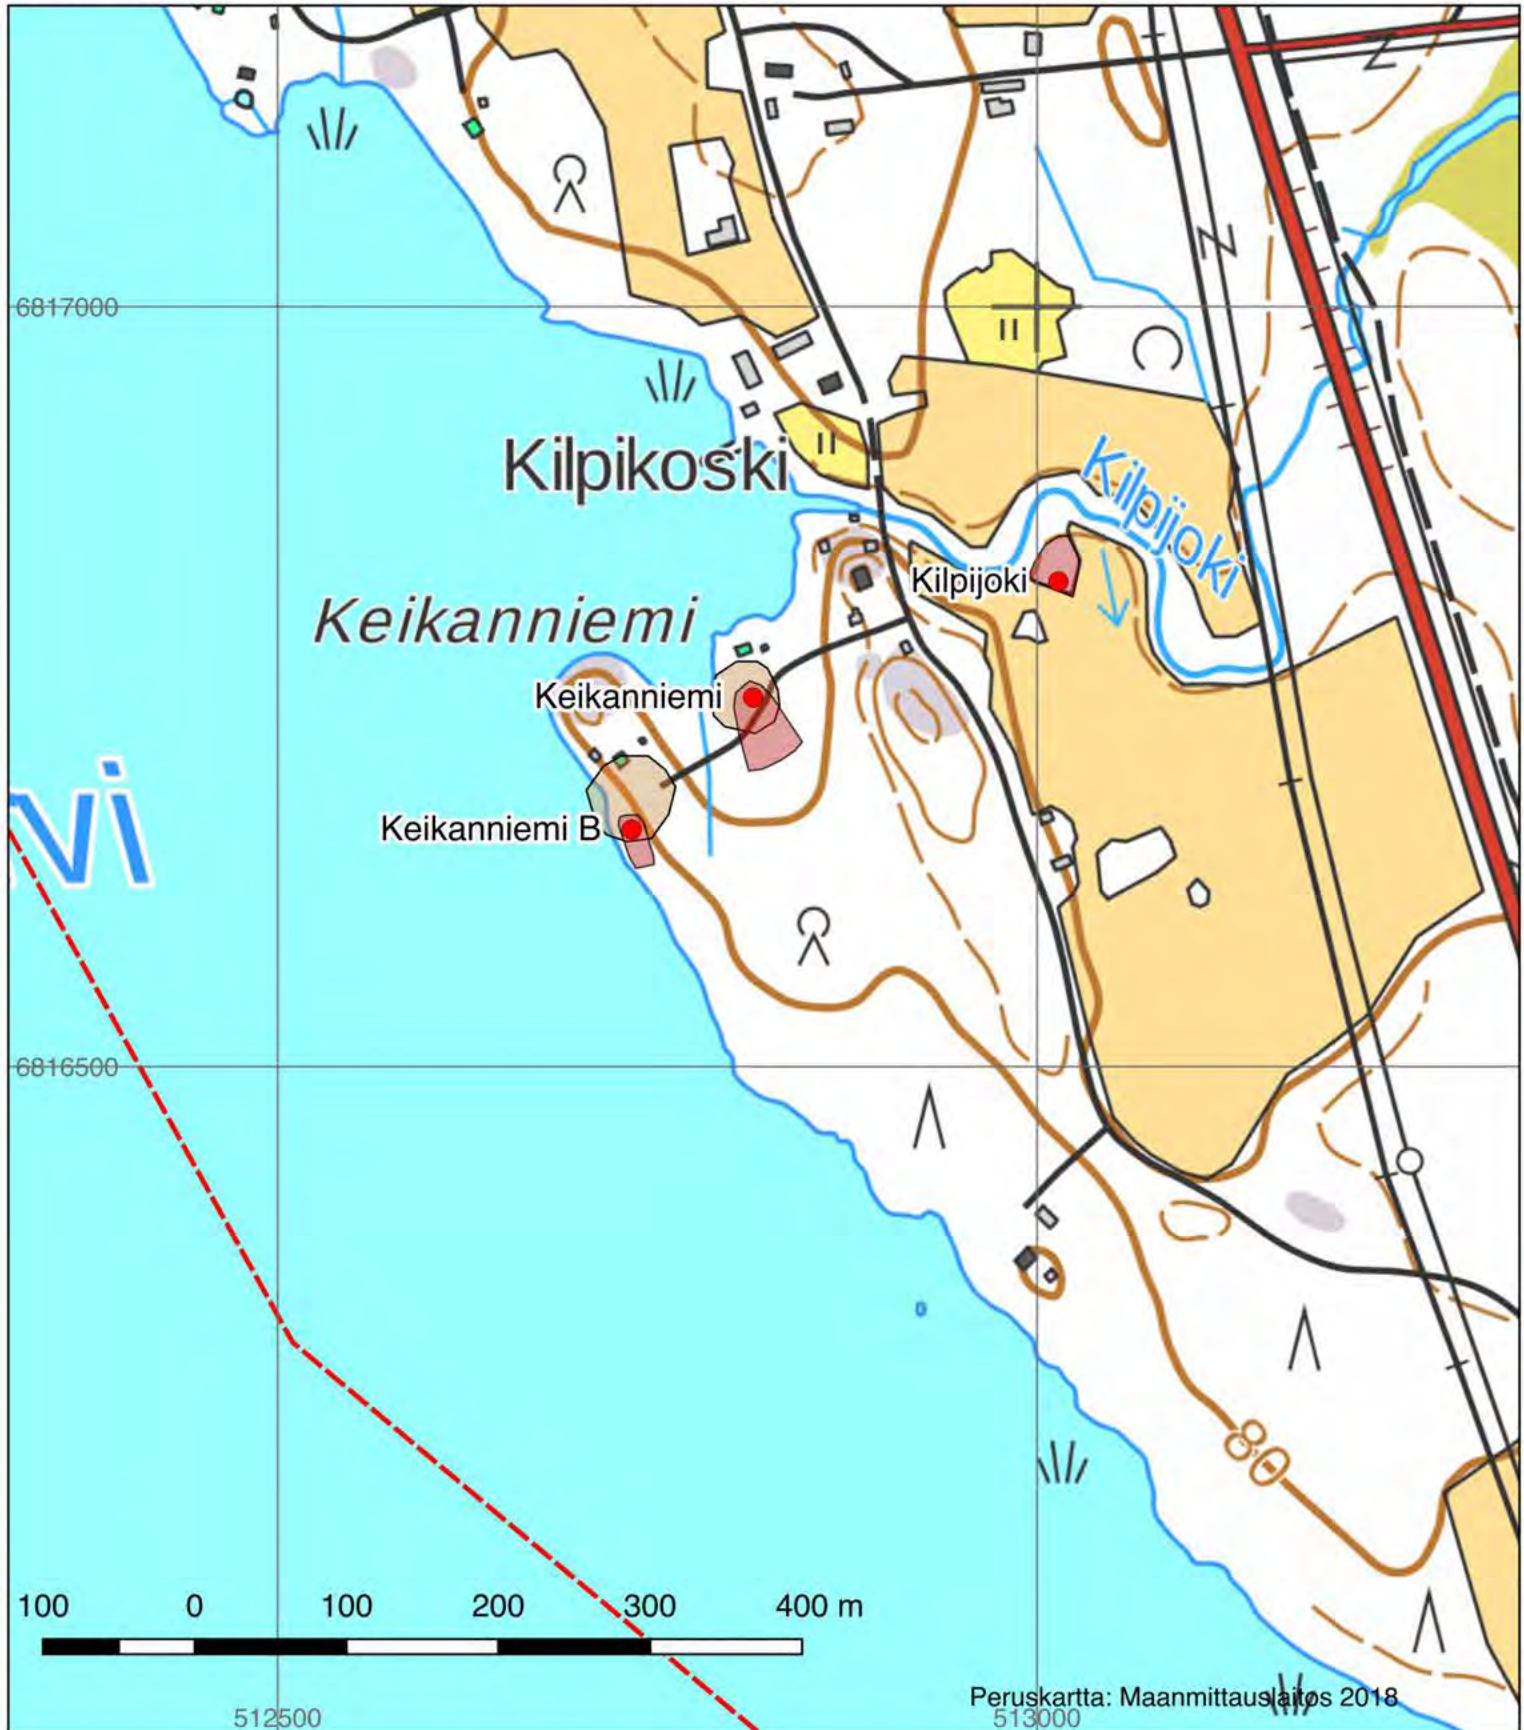 6817000
Kilpikoski
Kilpijoki
Kilpijoki
Keikanniemi
Keikanniemi
vi
Keikanniemi B
6816500
80
100 0 100 200 300 400 m
Peruskartta: Maanmittauslaitos 2018
512500 513000